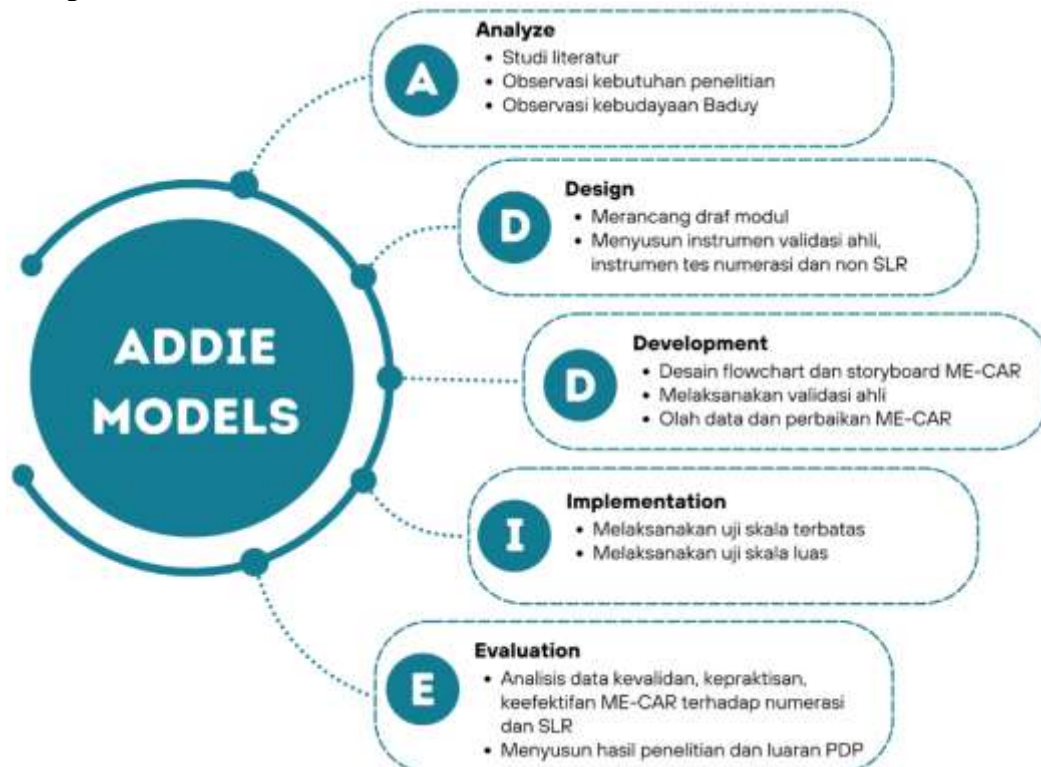 ADDIE
MODELS
A
Analyze
• Studi literatur
• Observasi kebutuhan penelitian
• Observasi kebudayaan Baduy
D
Design
• Merancang draf modul
• Menyusun instrumen validasi ahli,
instrumen tes numerasi dan non SLR
D
Development
• Desain flowchart dan storyboard ME-CAR
• Melaksanakan validasi ahli
• Olah data dan perbaikan ME-CAR
I
Implementation
• Melaksanakan uji skala terbatas
• Melaksanakan uji skala luas
E
Evaluation
• Analisis data kevalidan, kepraktisan,
keefektifan ME-CAR terhadap numerasi
dan SLR
• Menyusun hasil penelitian dan luaran PDP